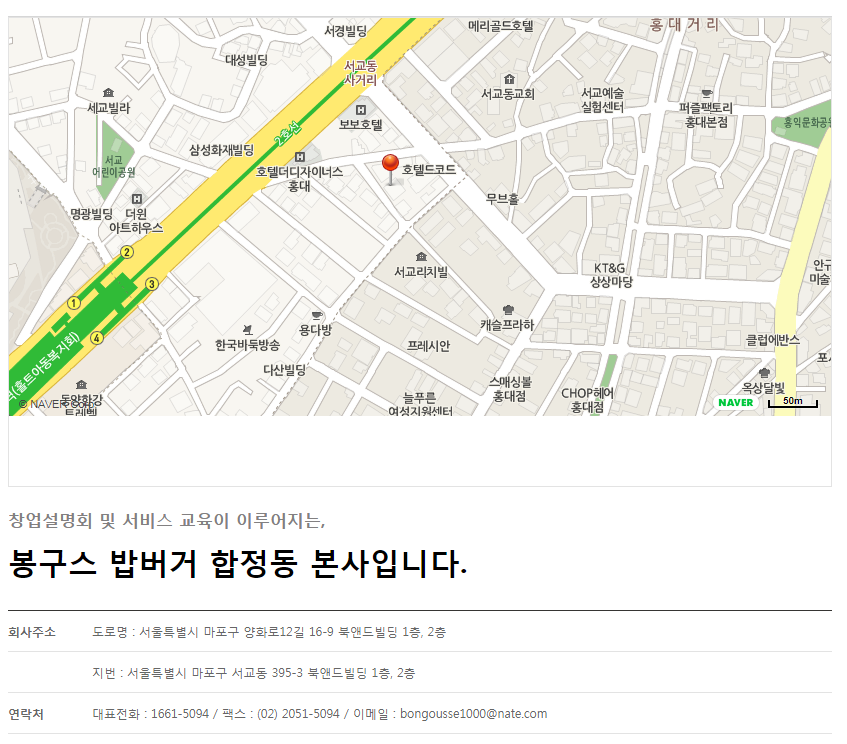 서경빌딩
메리골드호텔
홍대거리
대성빌딩
서교동
사거리
세교빌라
서교동교회
서교예술
실험센터
퍼즐팩토리
홍대본점
보보호텔
2호선
삼성화재빌딩
서교
어린이공원
호텔더디자이너스
홍대
호텔드코드
무브홀
명광빌딩
더윈
아트하우스
2
서교리치빌
KT&G
상상마당
3
1
캐슬프라하
용다방
4
한국바둑방송
프레시안
클럽에반스
다산빌딩
스매싱볼
홍대점
CHOP헤어
홍대점
옥상달빛
늘푸른
여성지원센터
(홀트아동복지회)
© NAVER Corp.
NAVER
50m
창업설명회 및 서비스 교육이 이루어지는,
봉구스 밥버거 합정동 본사입니다.
회사주소 도로명 : 서울특별시 마포구 양화로12길 16-9 북앤드빌딩 1층, 2층
지번 : 서울특별시 마포구 서교동 395-3 북앤드빌딩 1층, 2층
연락처 대표전화 : 1661-5094 / 팩스 : (02) 2051-5094 / 이메일 : bongousse1000@nate.com